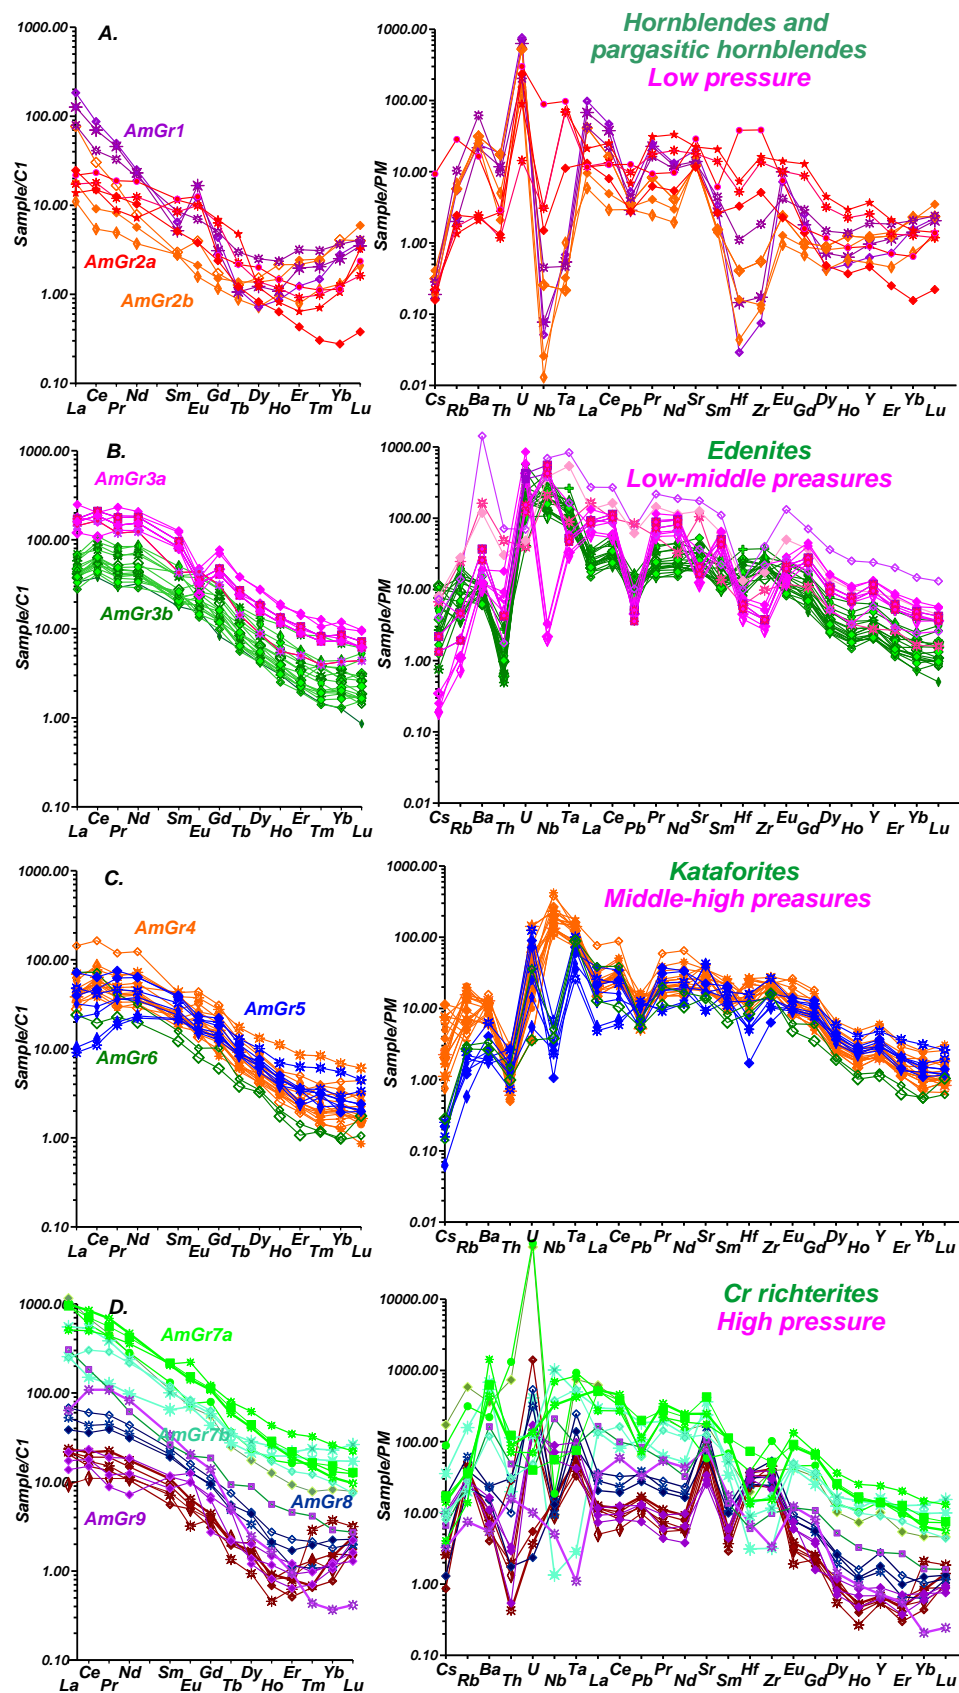 A.
Sample/C1
1000.00
100.00
10.00
1.00
0.10
AmGr1
AmGr2a
AmGr2b
La Ce Pr Nd Sm Eu Gd Tb Dy Ho Er Tm Yb Lu
Hornblendes and
pargasitic hornblendes
Low pressure
Sample/PM
1000.00
100.00
10.00
1.00
0.10
0.01
Cs Rb Ba Th U Nb Ta La Ce Pb Pr Nd Sr Sm Hf Zr Eu Gd Dy Ho Y Er Yb Lu
B.
Sample/C1
1000.00
100.00
10.00
1.00
0.10
AmGr3a
AmGr3b
La Ce Pr Nd Sm Eu Gd Tb Dy Ho Er Tm Yb Lu
Edenites
Low-middle preasures
Sample/PM
1000.00
100.00
10.00
1.00
0.10
0.01
Cs Rb Ba Th U Nb Ta La Ce Pb Pr Nd Sr Sm Hf Zr Eu Gd Dy Ho Y Er Yb Lu
C.
Sample/C1
1000.00
100.00
10.00
1.00
0.10
AmGr4
AmGr5
AmGr6
La Ce Pr Nd Sm Eu Gd Tb Dy Ho Er Tm Yb Lu
Kataforites
Middle-high preasures
Sample/PM
1000.00
100.00
10.00
1.00
0.10
0.01
Cs Rb Ba Th U Nb Ta La Ce Pb Pr Nd Sr Sm Hf Zr Eu Gd Dy Ho Y Er Yb Lu
D.
Sample/C1
1000.00
100.00
10.00
1.00
0.10
AmGr7a
AmGr7b
AmGr8
AmGr9
La Ce Pr Nd Sm Eu Gd Tb Dy Ho Er Tm Yb Lu
Cr richterites
High pressure
Sample/PM
10000.00
1000.00
100.00
10.00
1.00
0.10
Cs Rb Ba Th U Nb Ta La Ce Pb Pr Nd Sr Sm Hf Zr Eu Gd Dy Ho Y Er Yb Lu